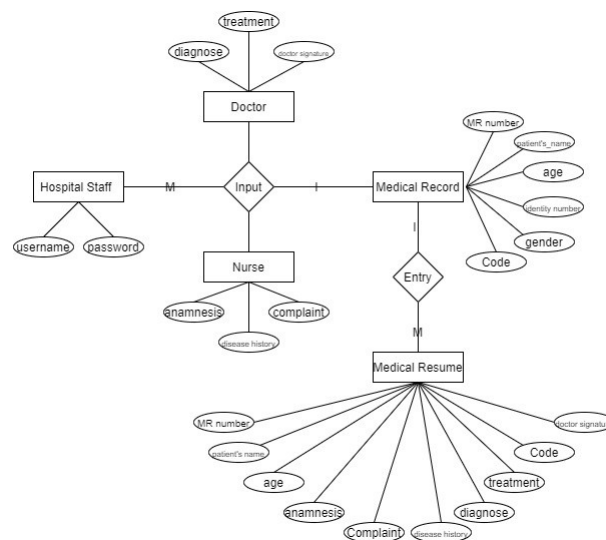 treatment
diagnose
doctor signature
Doctor
MR number
patient's_name
age
Hospital Staff
M
Input
I
Medical Record
identity number
username
password
Nurse
I
gender
Code
Entry
anamnesis
complaint
disease history
M
Medical Resume
MR number
doctor signatu
patient's name
Code
age
treatment
anamnesis
diagnose
Complaint
disease history